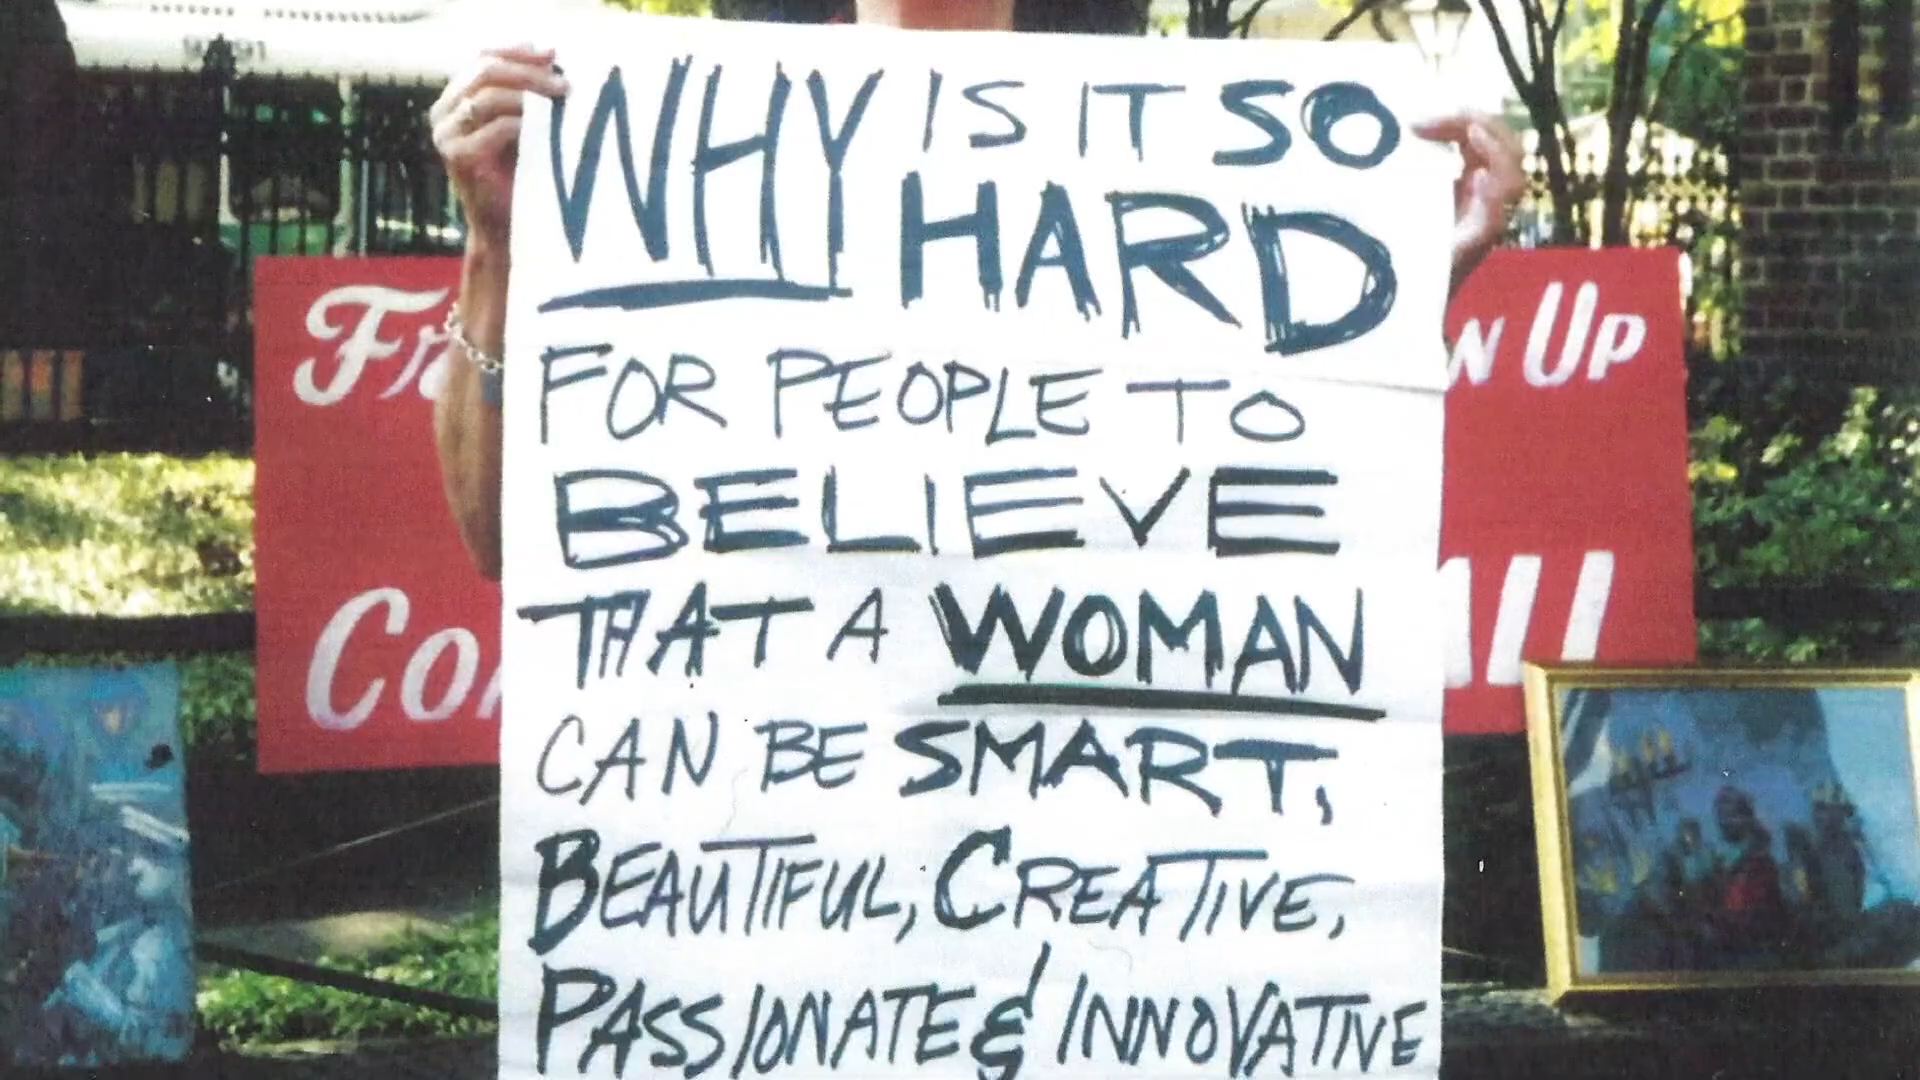 WHY IS IT SO
HARD
FOR PEOPLE TO
BELIEVE
THAT A WOMAN
CAN BE SMART,
BEAUTIFUL, CREATIVE,
PASSIONATE & INNOVATIVE
UP